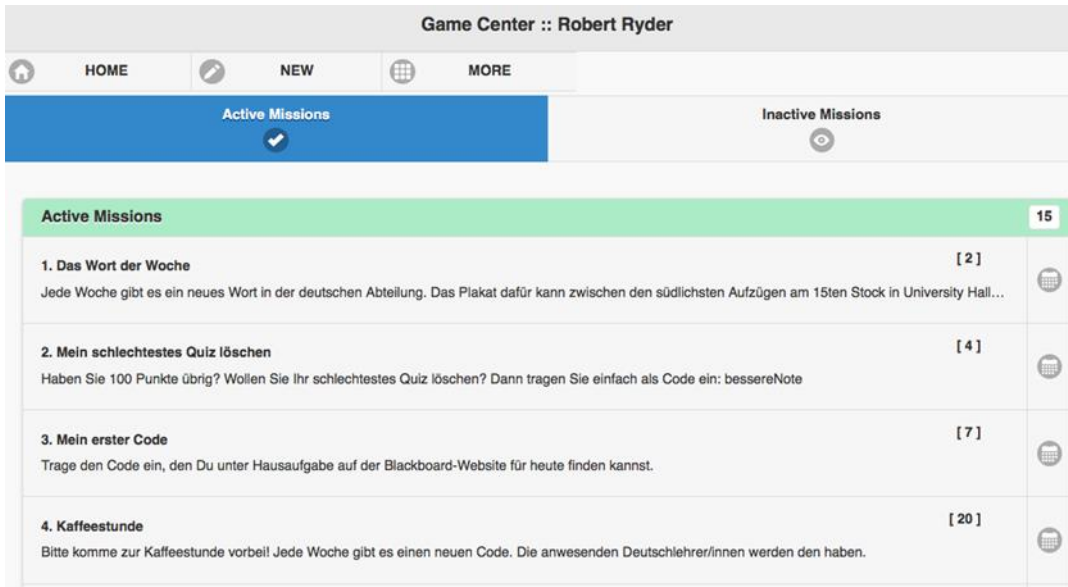 Game Center :: Robert Ryder
HOME NEW MORE
Active Missions Inactive Missions
Active Missions 15
1. Das Wort der Woche [ 2 ]
Jede Woche gibt es ein neues Wort in der deutschen Abteilung. Das Plakat dafür kann zwischen den südlichsten Aufzügen am 15ten Stock in University Hall...
2. Mein schlechtestes Quiz löschen [ 4 ]
Haben Sie 100 Punkte übrig? Wollen Sie Ihr schlechtestes Quiz löschen? Dann tragen Sie einfach als Code ein: bessereNote
3. Mein erster Code [ 7 ]
Trage den Code ein, den Du unter Hausaufgabe auf der Blackboard-Website für heute finden kannst.
4. Kaffeestunde [ 20 ]
Bitte komme zur Kaffeestunde vorbei! Jede Woche gibt es einen neuen Code. Die anwesenden Deutschlehrer/innen werden den haben.